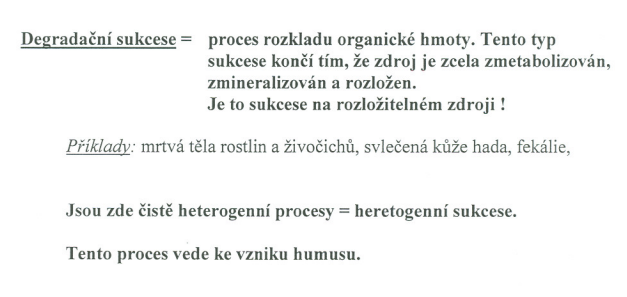 Degradační sukcese = proces rozkladu organické hmoty. Tento typ
sukcese končí tím, že zdroj je zcela zmetabolizován,
zmineralizován a rozložen.
Je to sukcese na rozložitelném zdroji !
Příklady: mrtvá těla rostlin a živočichů, svlečená kůže hada, fekálie,
Jsou zde čistě heterogenní procesy = heretogenní sukcese.
Tento proces vede ke vzniku humusu.